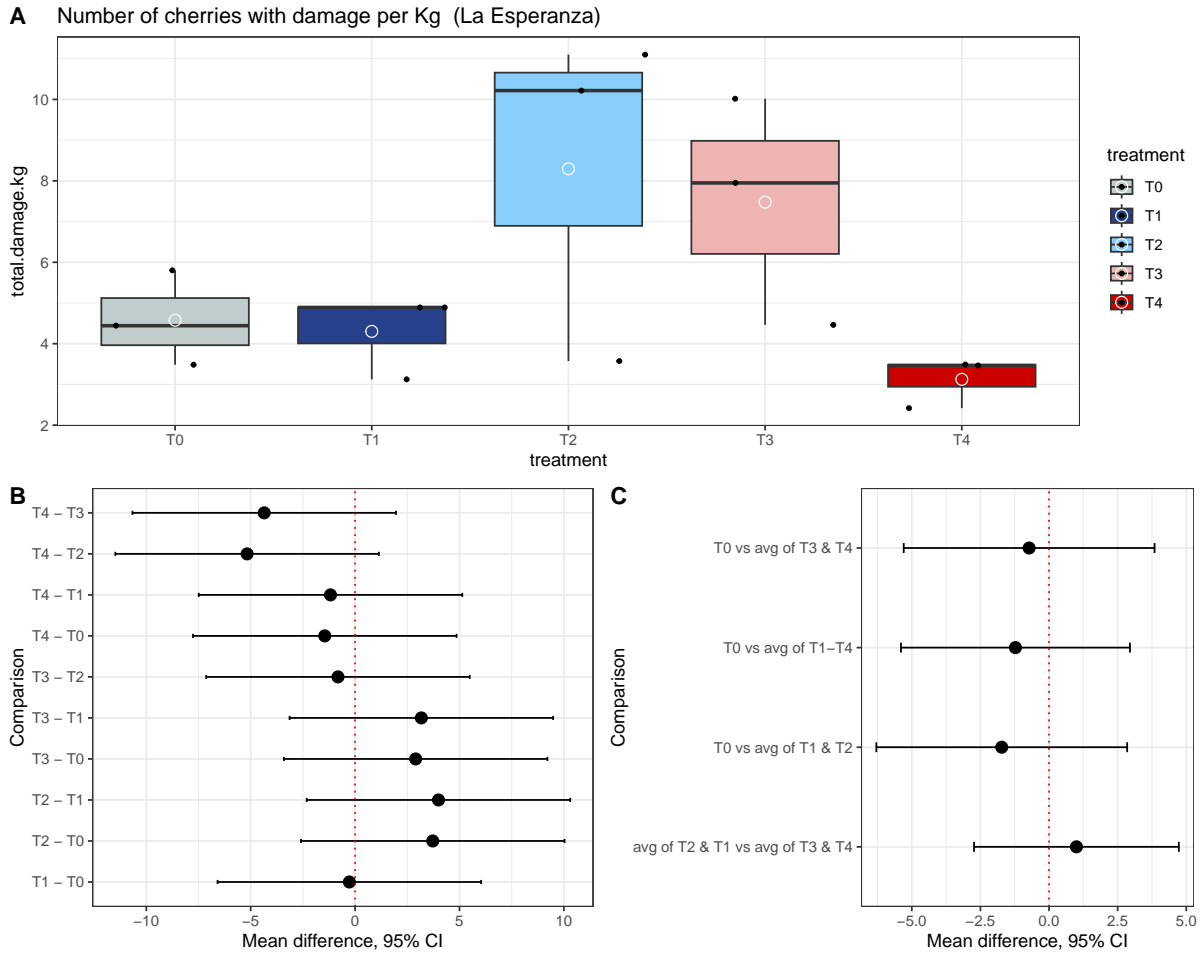 A
Number of cherries with damage per Kg (La Esperanza)
total.damage.kg
10
8
6
4
2
T0
T1
T2
T3
T4
treatment
treatment
T0
T1
T2
T3
T4
B
Comparison
T4 − T3
T4 − T2
T4 − T1
T4 − T0
T3 − T2
T3 − T1
T3 − T0
T2 − T1
T2 − T0
T1 − T0
−10
−5
0
5
10
Mean difference, 95% CI
C
Comparison
T0 vs avg of T3 & T4
T0 vs avg of T1−T4
T0 vs avg of T1 & T2
avg of T2 & T1 vs avg of T3 & T4
−5.0
−2.5
0.0
2.5
5.0
Mean difference, 95% CI